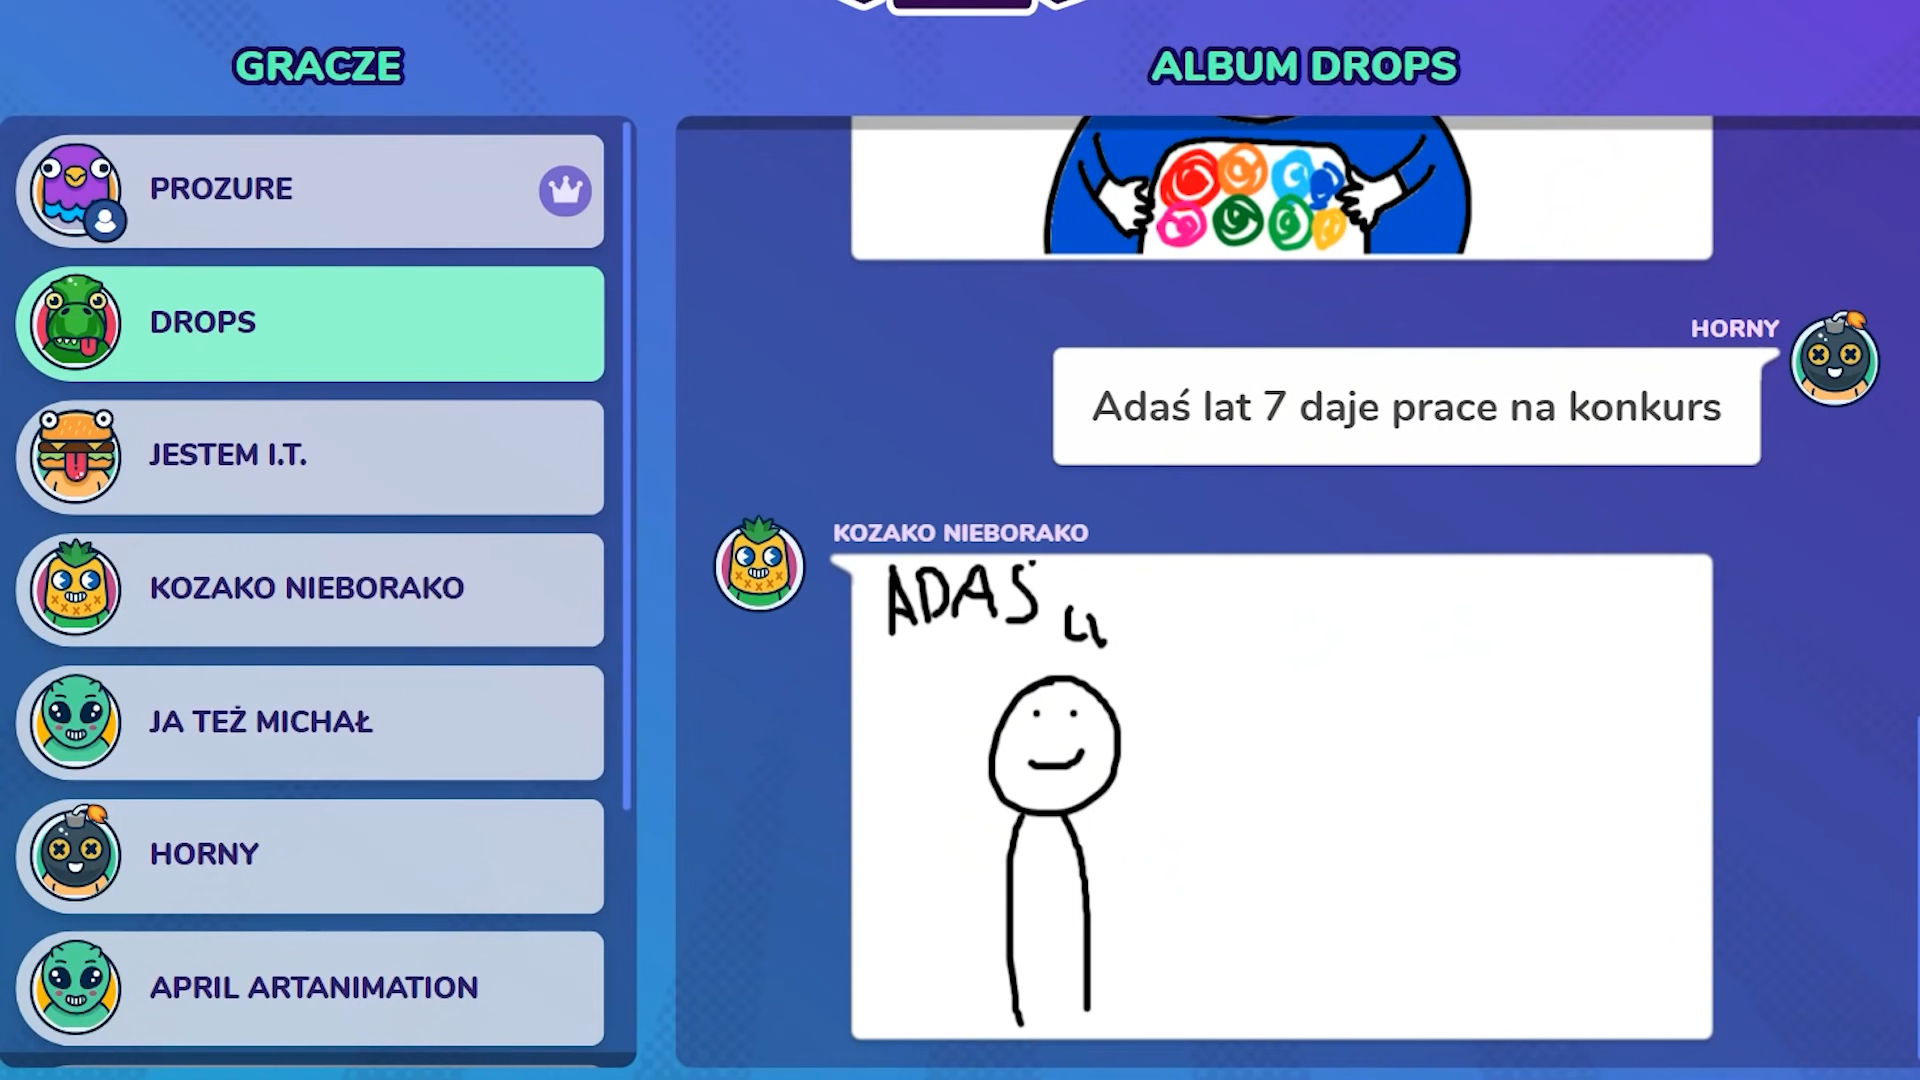 GRACZE
PROZURE
DROPS
JESTEM I.T.
KOZAKO NIEBORAKO
JA TEŻ MICHAŁ
HORNY
APRIL ARTANIMATION
ALBUM DROPS
HORNY
Adaś lat 7 daje prace na konkurs
KOZAKO NIEBORAKO
ADAŚ